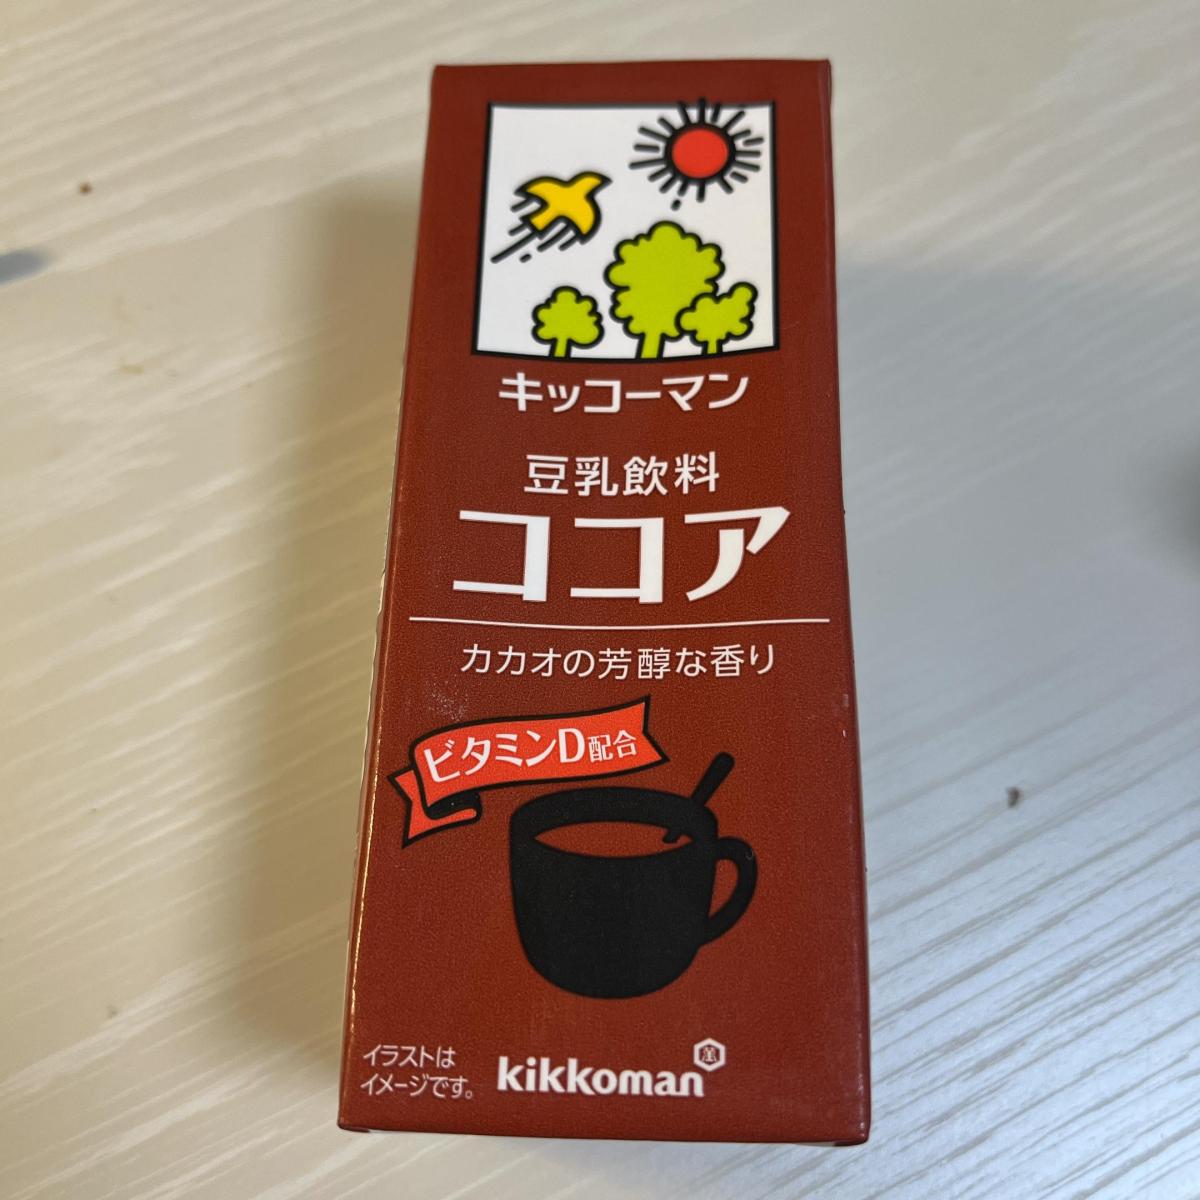 キッコーマン
豆乳飲料
ココア
カカオの芳醇な香り
ビタミンD配合
イラストは
イメージです。
kikkoman
萬